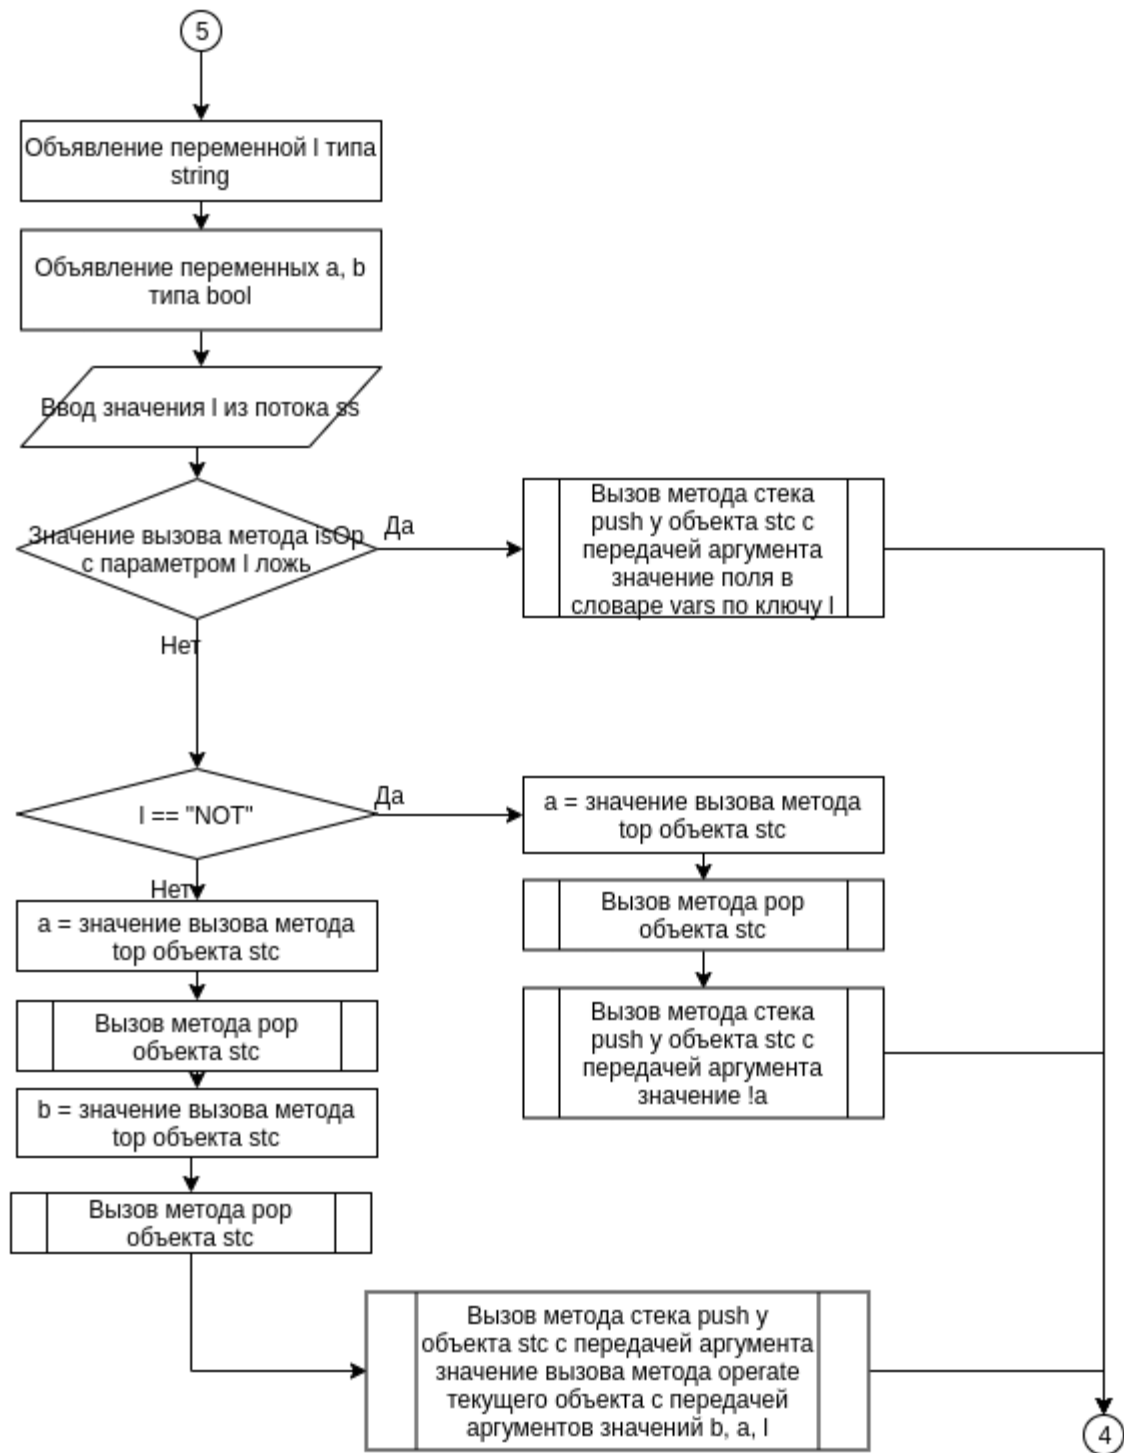 5
Объявление переменной l типа
string
Объявление переменных a, b
типа bool
Ввод значения l из потока ss
Значение вызова метода isOp
с параметром l ложь
Да
Вызов метода стека
push у объекта stc с
передачей аргумента
значение поля в
словаре vars по ключу l
Нет
l == "NOT"
Да
a = значение вызова метода
top объекта stc
Вызов метода pop
объекта stc
Вызов метода стека
push у объекта stc с
передачей аргумента
значение !a
Нет
a = значение вызова метода
top объекта stc
Вызов метода pop
объекта stc
b = значение вызова метода
top объекта stc
Вызов метода pop
объекта stc
Вызов метода стека push у
объекта stc с передачей аргумента
значение вызова метода operate
текущего объекта с передачей
аргументов значений b, a, l
4